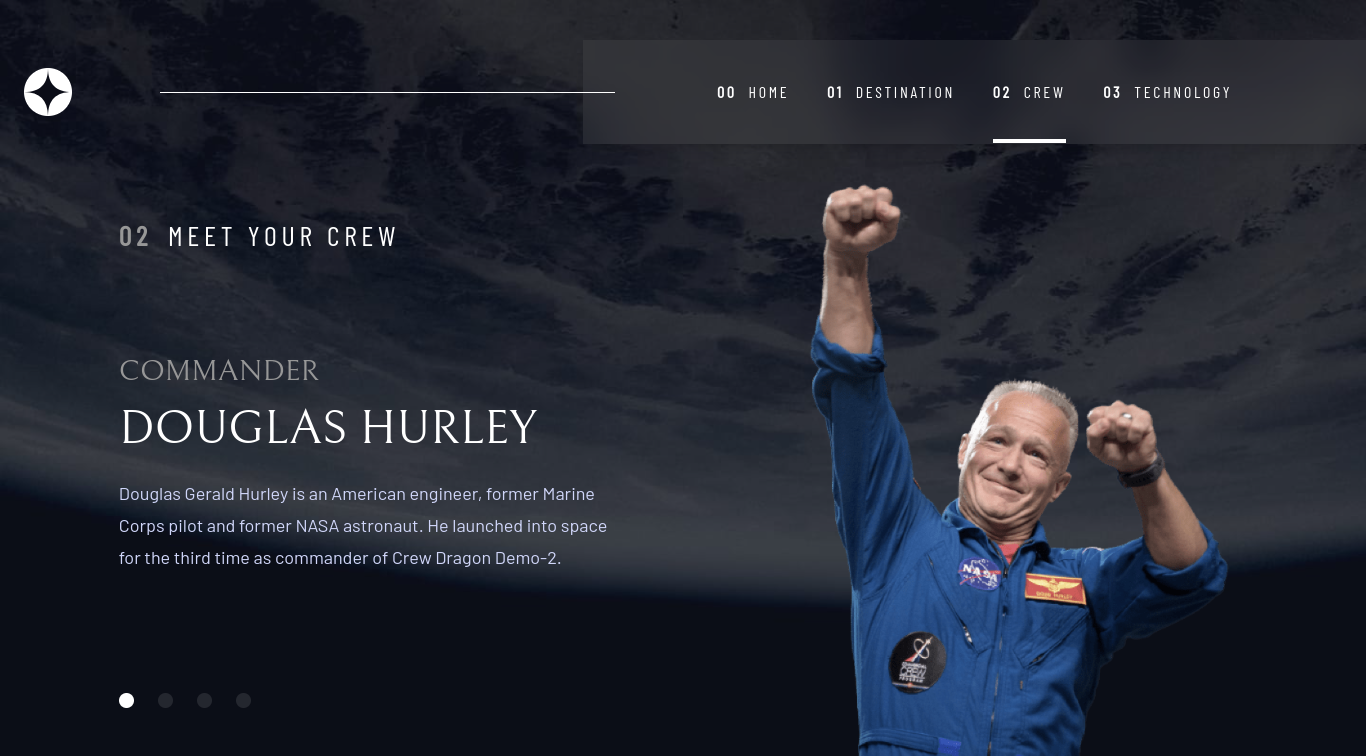 00 HOME
01 DESTINATION
02 CREW
03 TECHNOLOGY
02 MEET YOUR CREW
COMMANDER
DOUGLAS HURLEY
Douglas Gerald Hurley is an American engineer, former Marine
Corps pilot and former NASA astronaut. He launched into space
for the third time as commander of Crew Dragon Demo-2.
NASA
CREW